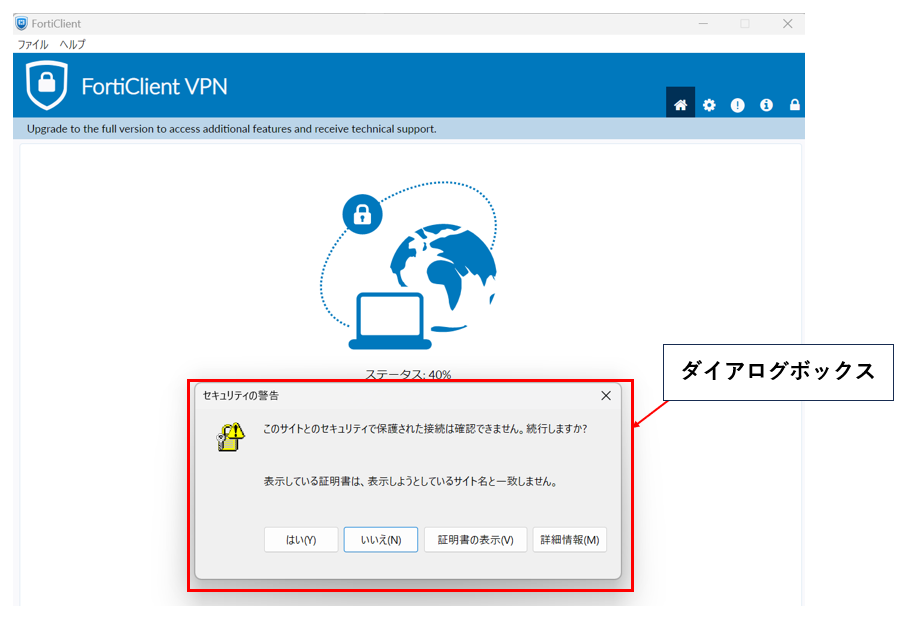 FortiClient
ファイル ヘルプ
FortiClient VPN
Upgrade to the full version to access additional features and receive technical support.
ステータス: 40%
ダイアログボックス
セキュリティの警告
このサイトとのセキュリティで保護された接続は確認できません。続行しますか?
表示している証明書は、表示しようとしているサイト名と一致しません。
はい(Y) いいえ(N) 証明書の表示(V) 詳細情報(M)